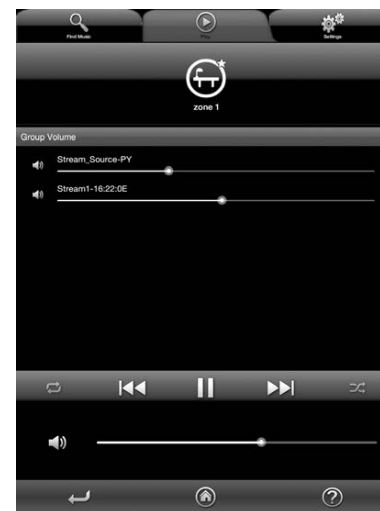 Find Music
Play
Settings
zone 1
Group Volume
Stream_Source-PY
Stream1-16:22:0E
?